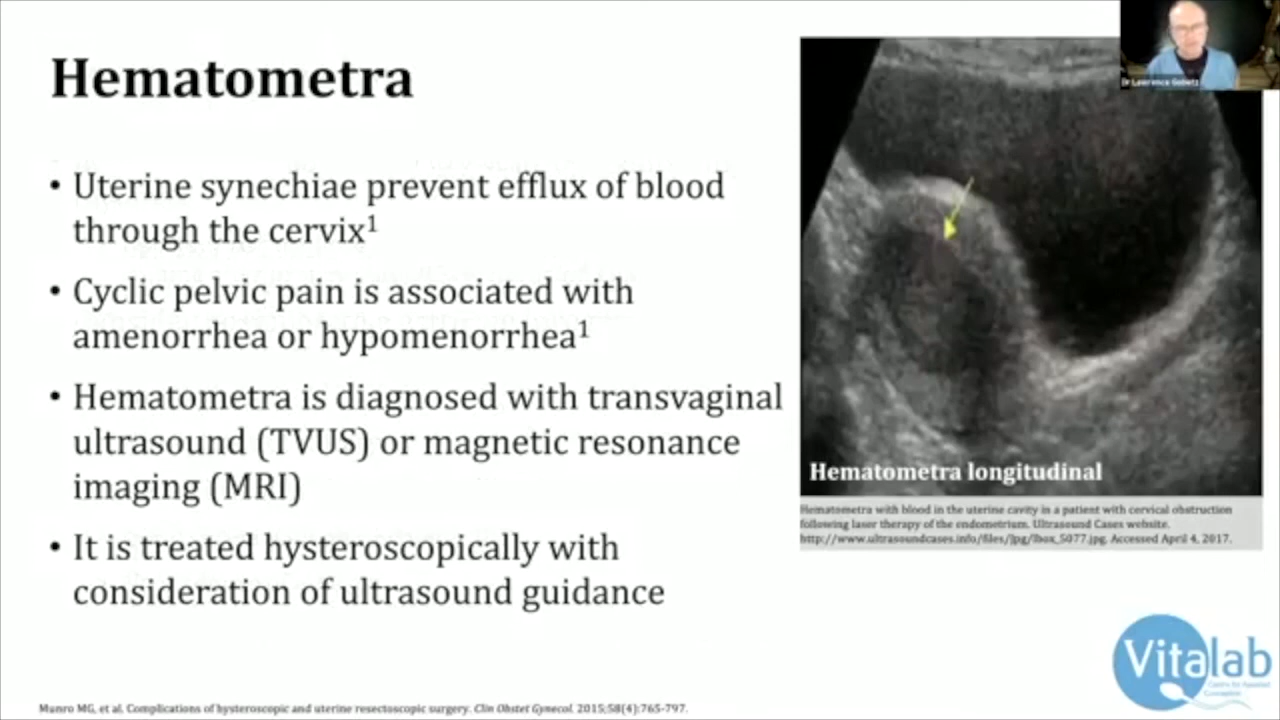 Hematometra
• Uterine synechiae prevent efflux of blood
through the cervix¹
• Cyclic pelvic pain is associated with
amenorrhea or hypomenorrhea¹
• Hematometra is diagnosed with transvaginal
ultrasound (TVUS) or magnetic resonance
imaging (MRI)
• It is treated hysteroscopically with
consideration of ultrasound guidance
Dr Lawrence Gobetz
Hematometra longitudinal
Hematometra with blood in the uterine cavity in a patient with cervical obstruction
following laser therapy of the endometrium. Ultrasound Cases website.
http://www.ultrasoundcases.info/files/Jpg/lbox_5077.jpg. Accessed April 4, 2017.
Vitalab
Centre for Assisted
Conception
Munro MG, et al. Complications of hysteroscopic and uterine resectoscopic surgery. Clin Obstet Gynecol. 2015;58(4):765-797.